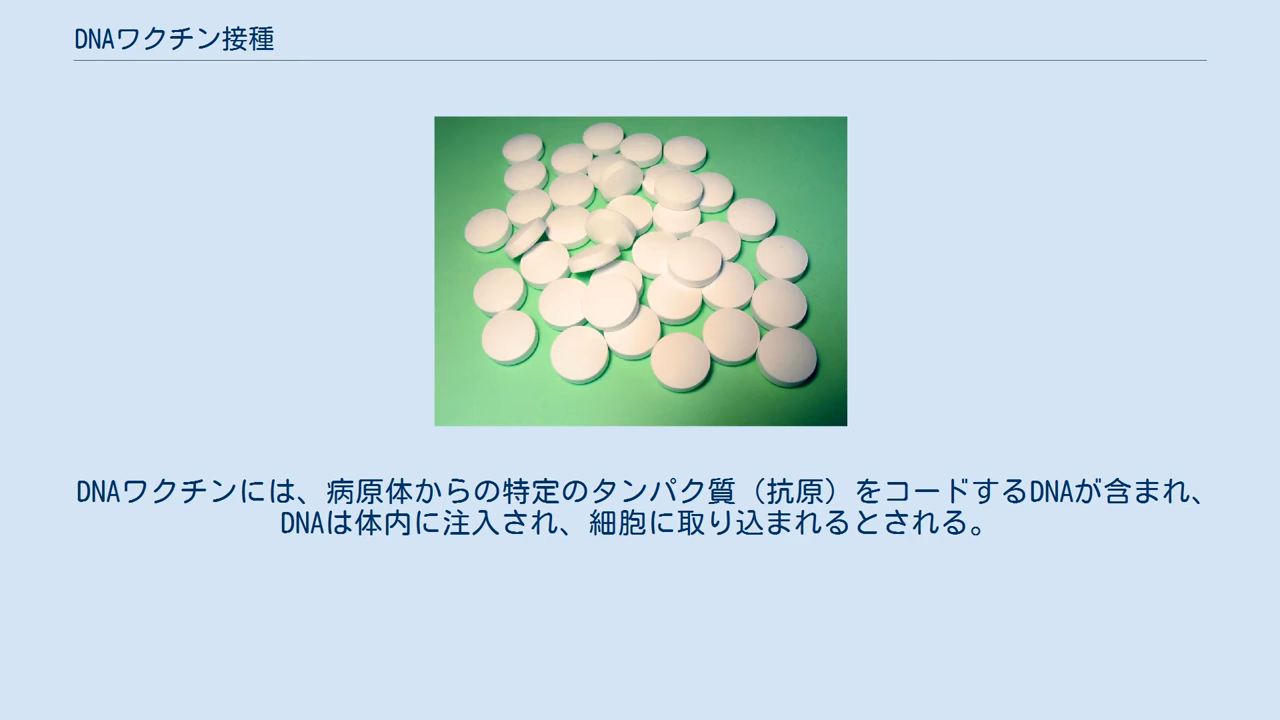 DNAワクチン接種
DNAワクチンには、病原体からの特定のタンパク質（抗原）をコードするDNAが含まれ、
DNAは体内に注入され、細胞に取り込まれるとされる。